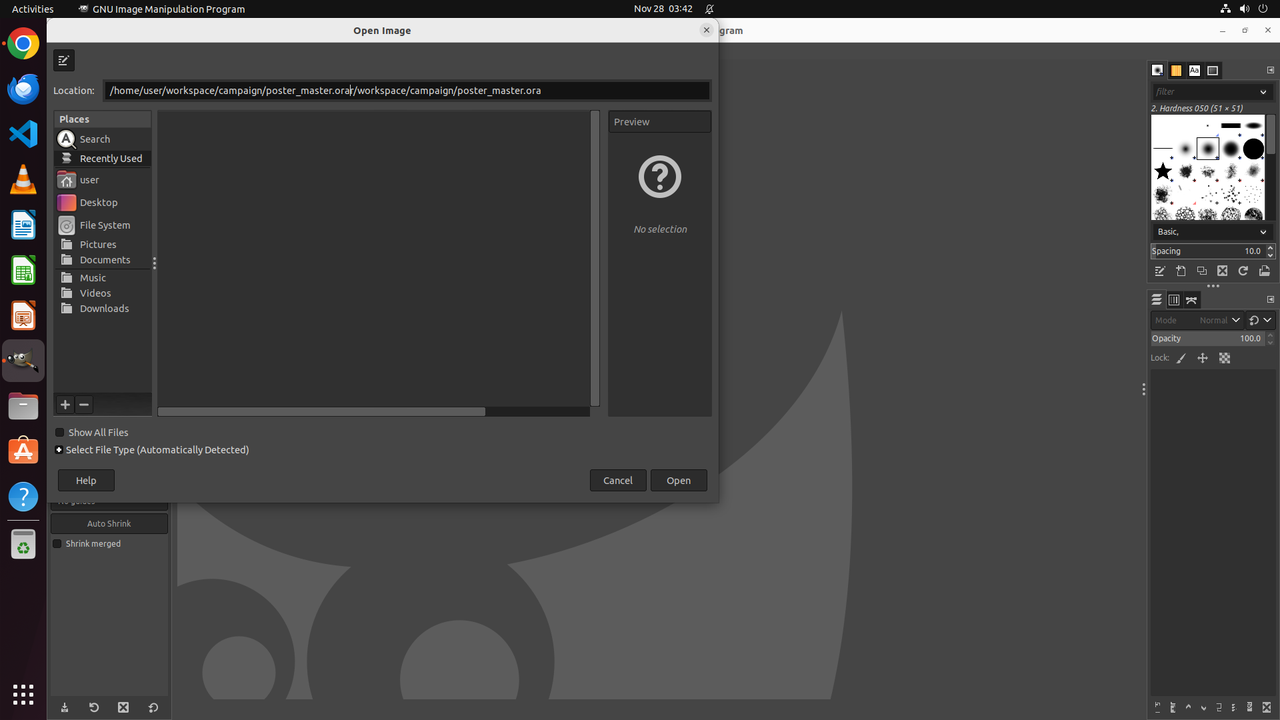 Activities
GNU Image Manipulation Program
Nov 28 03:42
Open Image
gram
Location:
/home/user/workspace/campaign/poster_master.ora/workspace/campaign/poster_master.ora
Places
Search
Recently Used
user
Desktop
File System
Pictures
Documents
Music
Videos
Downloads
Preview
No selection
Show All Files
Select File Type (Automatically Detected)
Help
Cancel
Open
Auto Shrink
Shrink merged
filter
2. Hardness 050 (51 × 51)
Basic,
Spacing
10.0
Mode
Normal
Opacity
100.0
Lock: